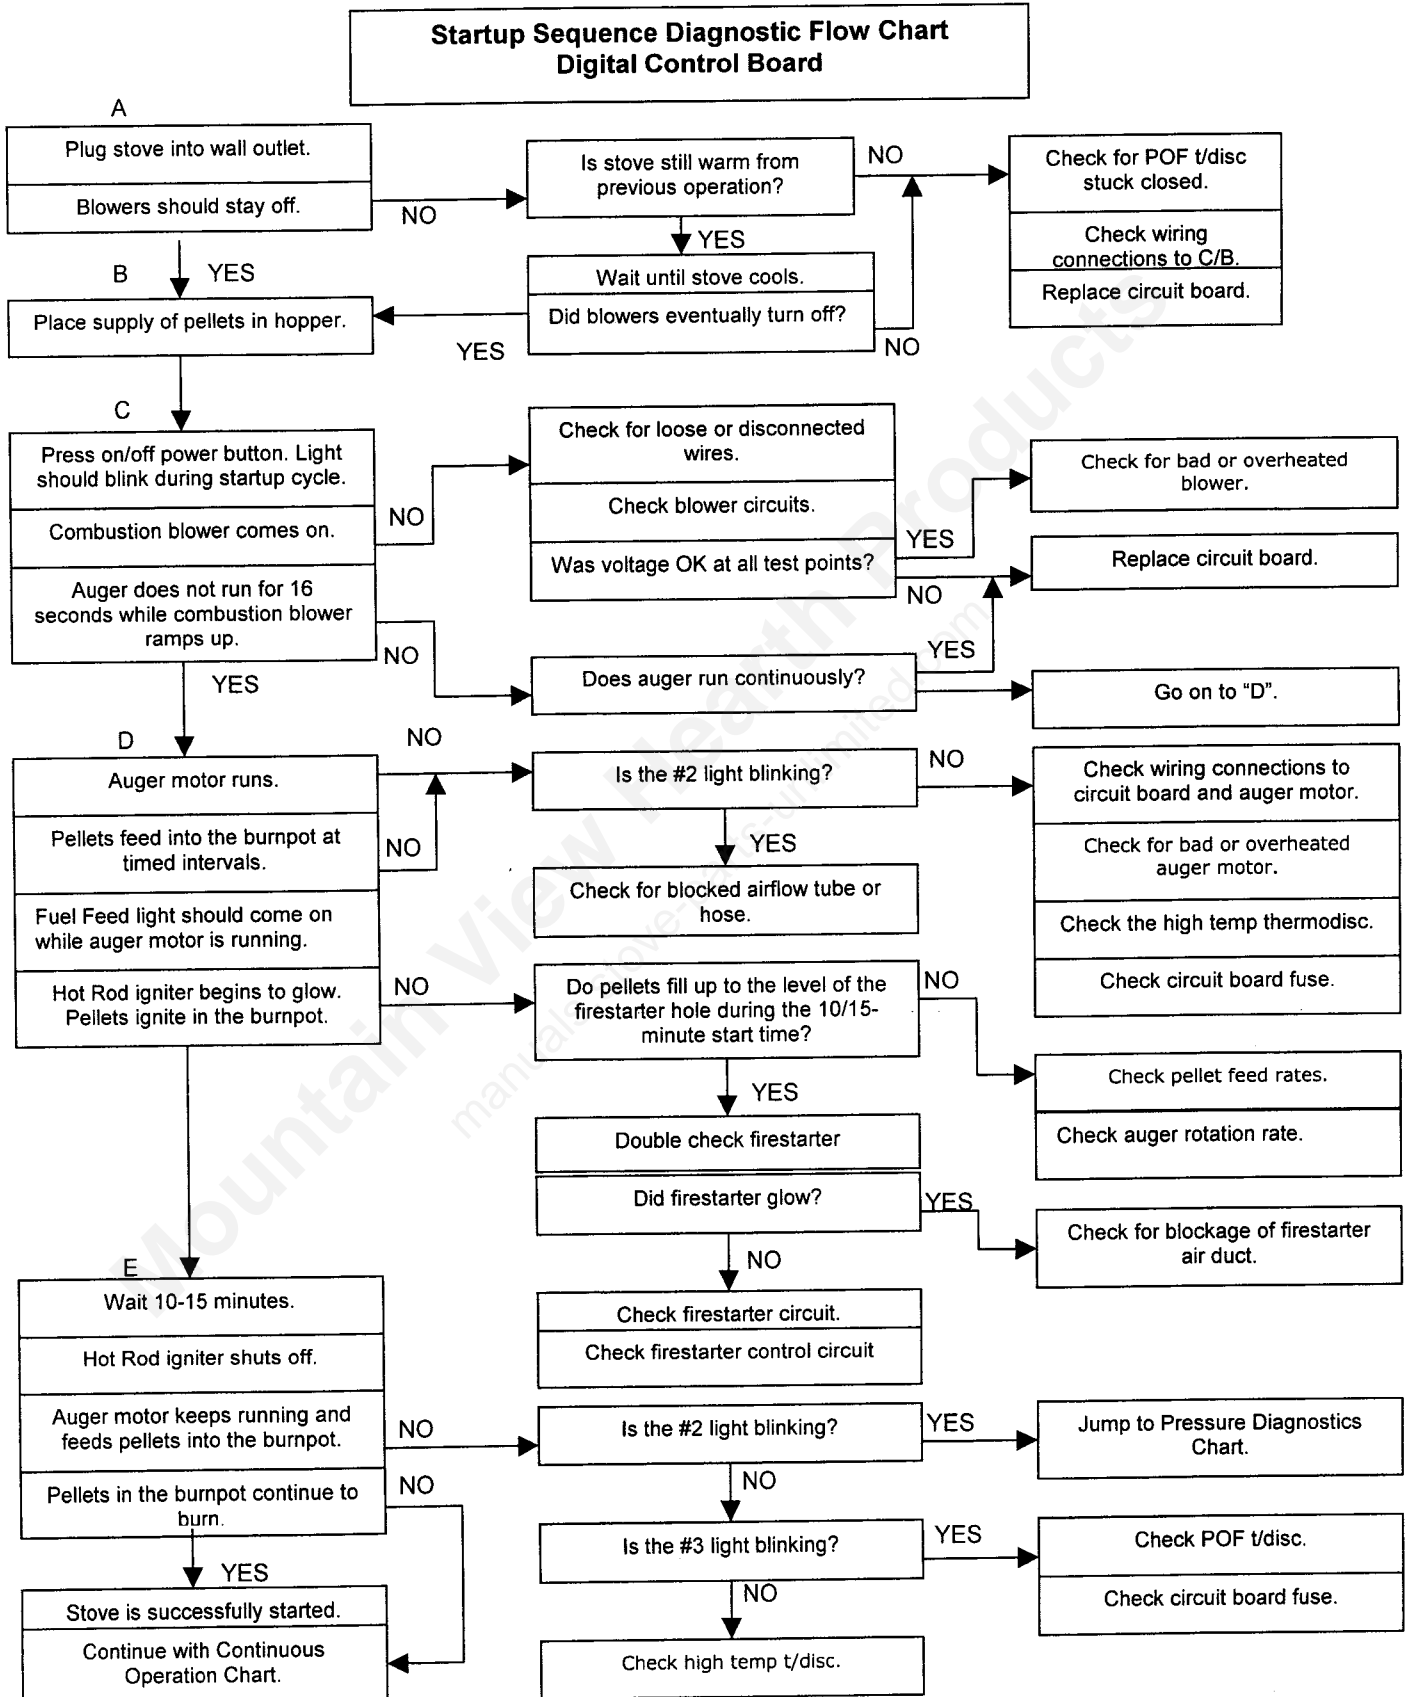 Startup Sequence Diagnostic Flow Chart
Digital Control Board
A
Plug stove into wall outlet.
Blowers should stay off.
NO
Is stove still warm from
previous operation?
NO
Check for POF t/disc
stuck closed.
Check wiring
connections to C/B.
Replace circuit board.
YES
Wait until stove cools.
Did blowers eventually turn off?
NO
YES
B
YES
Place supply of pellets in hopper.
C
Press on/off power button. Light
should blink during startup cycle.
Combustion blower comes on.
Auger does not run for 16
seconds while combustion blower
ramps up.
NO
Check for loose or disconnected
wires.
Check blower circuits.
Was voltage OK at all test points?
YES
Check for bad or overheated
blower.
NO
Replace circuit board.
NO
Does auger run continuously?
YES
Go on to “D”.
YES
D
Auger motor runs.
Pellets feed into the burnpot at
timed intervals.
Fuel Feed light should come on
while auger motor is running.
Hot Rod igniter begins to glow.
Pellets ignite in the burnpot.
NO
NO
Is the #2 light blinking?
NO
Check wiring connections to
circuit board and auger motor.
Check for bad or overheated
auger motor.
Check the high temp thermodisc.
Check circuit board fuse.
YES
Check for blocked airflow tube or
hose.
NO
Do pellets fill up to the level of the
firestarter hole during the 10/15-
minute start time?
NO
Check pellet feed rates.
Check auger rotation rate.
YES
Double check firestarter
Did firestarter glow?
YES
Check for blockage of firestarter
air duct.
NO
Check firestarter circuit.
Check firestarter control circuit
E
Wait 10-15 minutes.
Hot Rod igniter shuts off.
Auger motor keeps running and
feeds pellets into the burnpot.
Pellets in the burnpot continue to
burn.
NO
Is the #2 light blinking?
YES
Jump to Pressure Diagnostics
Chart.
NO
NO
Is the #3 light blinking?
YES
Check POF t/disc.
Check circuit board fuse.
NO
Check high temp t/disc.
YES
Stove is successfully started.
Continue with Continuous
Operation Chart.
Mountain View Hearth Products
manuals.stove-parts-unlimited.com